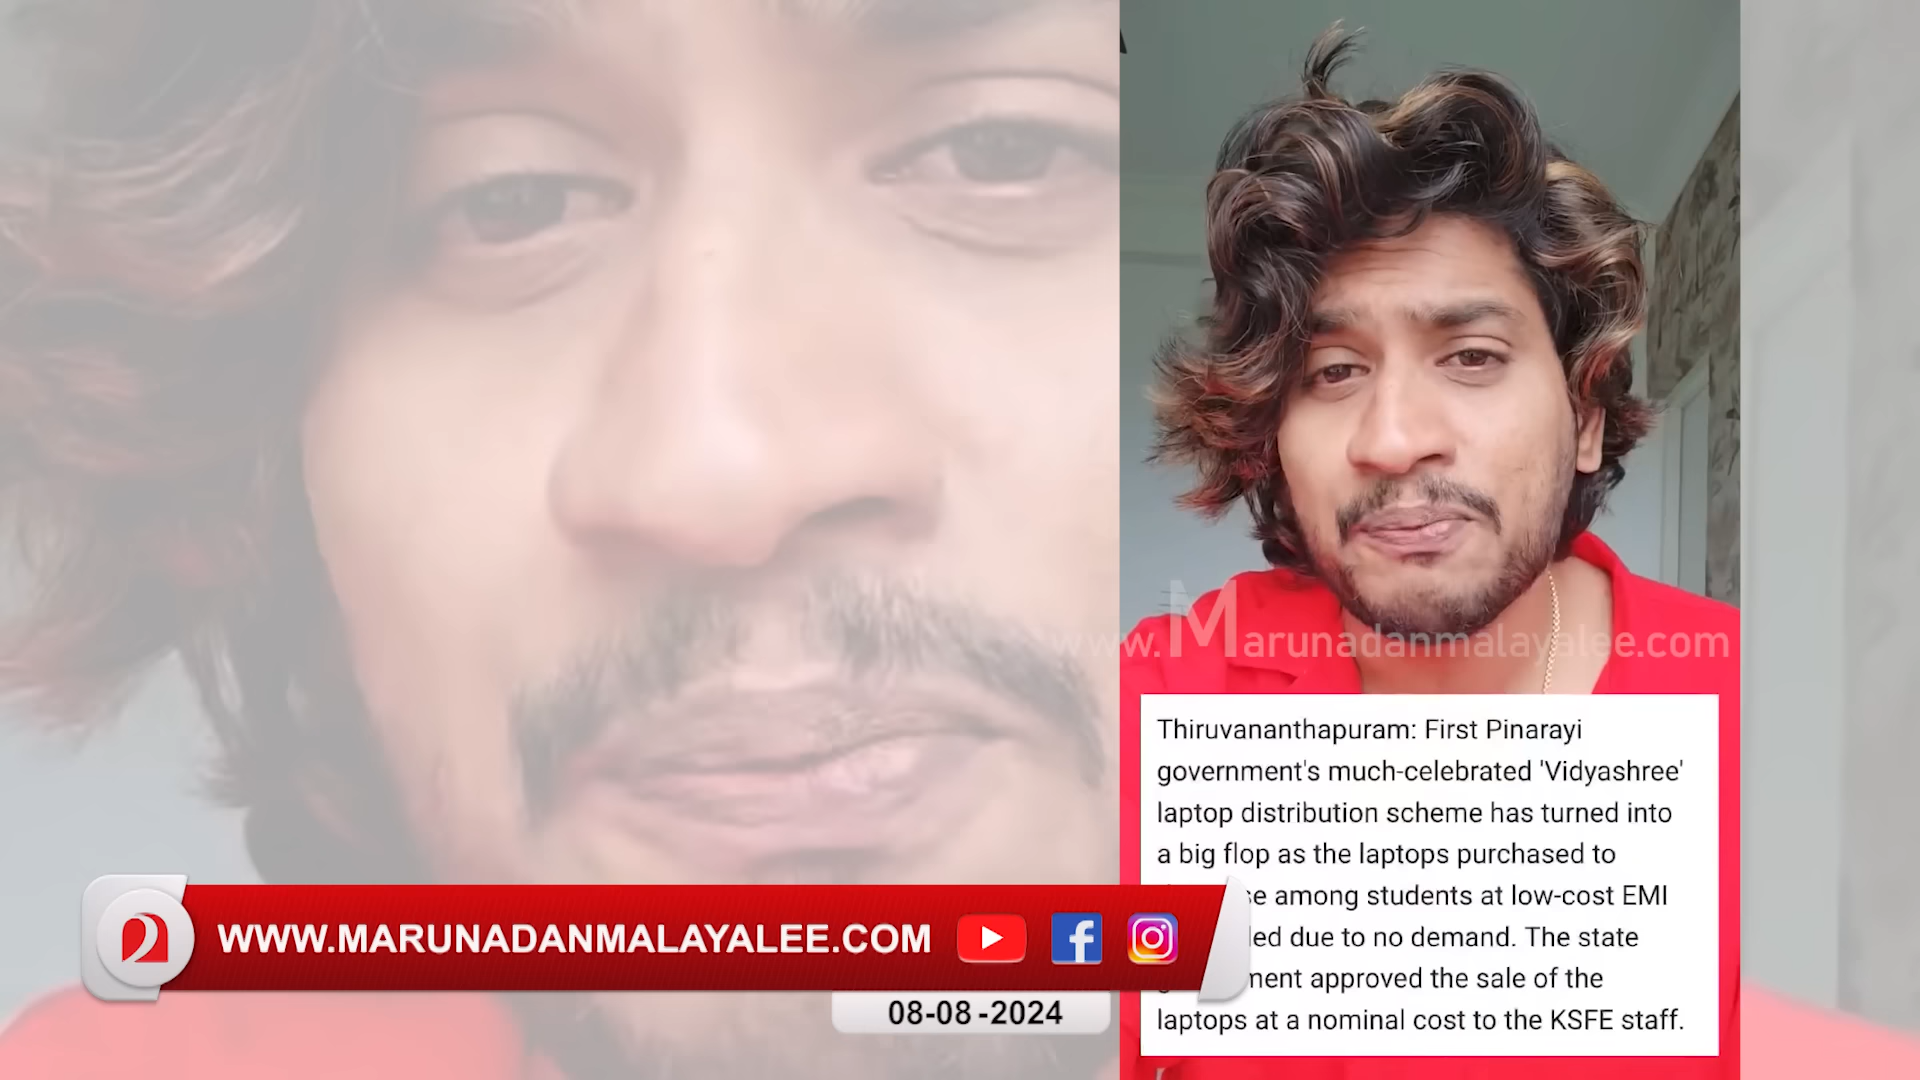 www.Marunadanmalayalee.com
Thiruvananthapuram: First Pinarayi
government's much-celebrated 'Vidyashree'
laptop distribution scheme has turned into
a big flop as the laptops purchased to
among students at low-cost EMI
due to no demand. The state
approved the sale of the
laptops at a nominal cost to the KSFE staff.
WWW.MARUNADANMALAYALEE.COM
08-08-2024